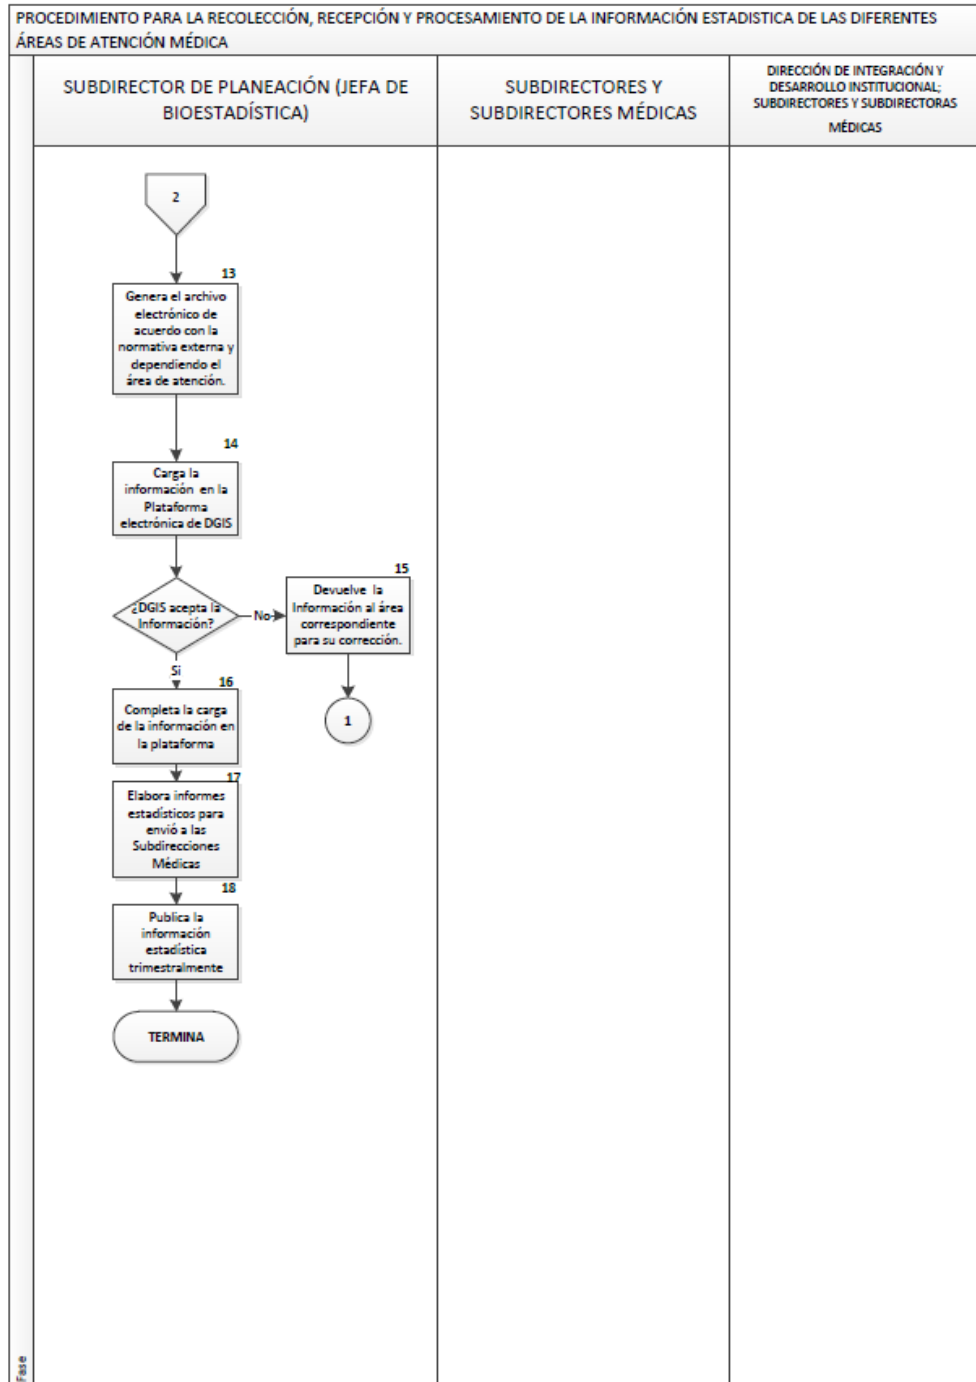 PROCEDIMIENTO PARA LA RECOLECCIÓN, RECEPCIÓN Y PROCESAMIENTO DE LA INFORMACIÓN ESTADISTICA DE LAS DIFERENTES
ÁREAS DE ATENCIÓN MÉDICA
SUBDIRECTOR DE PLANEACIÓN (JEFA DE
BIOESTADÍSTICA)
SUBDIRECTORES Y
SUBDIRECTORES MÉDICAS
DIRECCIÓN DE INTEGRACIÓN Y
DESARROLLO INSTITUCIONAL;
SUBDIRECTORES Y SUBDIRECTORAS
MÉDICAS
2
13
Genera el archivo
electrónico de
acuerdo con la
normativa externa y
dependiendo el
área de atención.
14
Carga la
información en la
Plataforma
electrónica de DGIS
¿DGIS acepta la
Información?
No
15
Devuelve la
Información al área
correspondiente
para su corrección.
1
Si
16
Completa la carga
de la información en
la plataforma
17
Elabora informes
estadísticos para
envió a las
Subdirecciones
Médicas
18
Publica la
información
estadística
trimestralmente
TERMINA
Fase